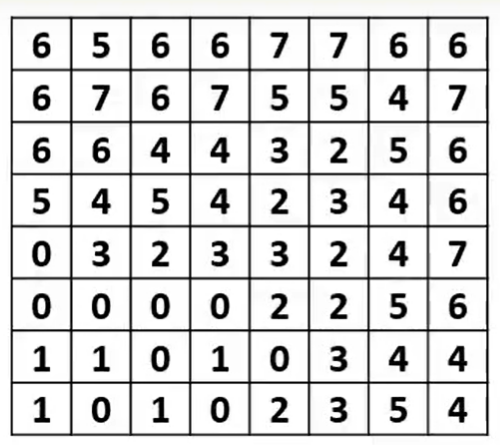 6 5 6 6 7 7 6 6
6 7 6 7 5 5 4 7
6 6 4 4 3 2 5 6
5 4 5 4 2 3 4 6
0 3 2 3 3 2 4 7
0 0 0 0 2 2 5 6
1 1 0 1 0 3 4 4
1 0 1 0 2 3 5 4